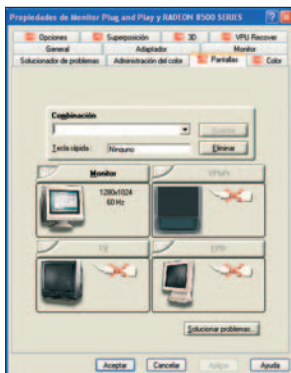 Propiedades de Monitor Plug and Play y RADEON 8500 SERIES
Opciones Superposición 3D VPU Recover
General Adaptador Monitor
Solucionador de problemas Administración del color Pantallas Color
Combinación
Guardar
Tecla rápida: Ninguno Eliminar
Monitor
1280x1024
60 Hz
TV FPD
Solucionar problemas...
Aceptar Cancelar Aplicar Ayuda